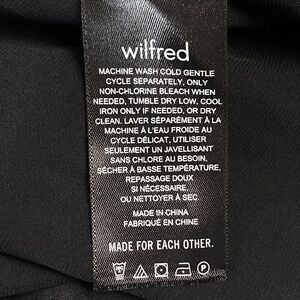 wilfred
MACHINE WASH COLD GENTLE
CYCLE SEPARATELY, ONLY
NON-CHLORINE BLEACH WHEN
NEEDED, TUMBLE DRY LOW, COOL
IRON ONLY IF NEEDED, OR DRY
CLEAN. LAVER SÉPARÉMENT À LA
MACHINE À L'EAU FROIDE AU
CYCLE DÉLICAT, UTILISER
SEULEMENT UN JAVELLISANT
SANS CHLORE AU BESOIN,
SÉCHER À BASSE TEMPÉRATURE,
REPASSAGE DOUX
SI NÉCESSAIRE,
OU NETTOYER À SEC.
MADE IN CHINA
FABRIQUÉ EN CHINE
MADE FOR EACH OTHER.